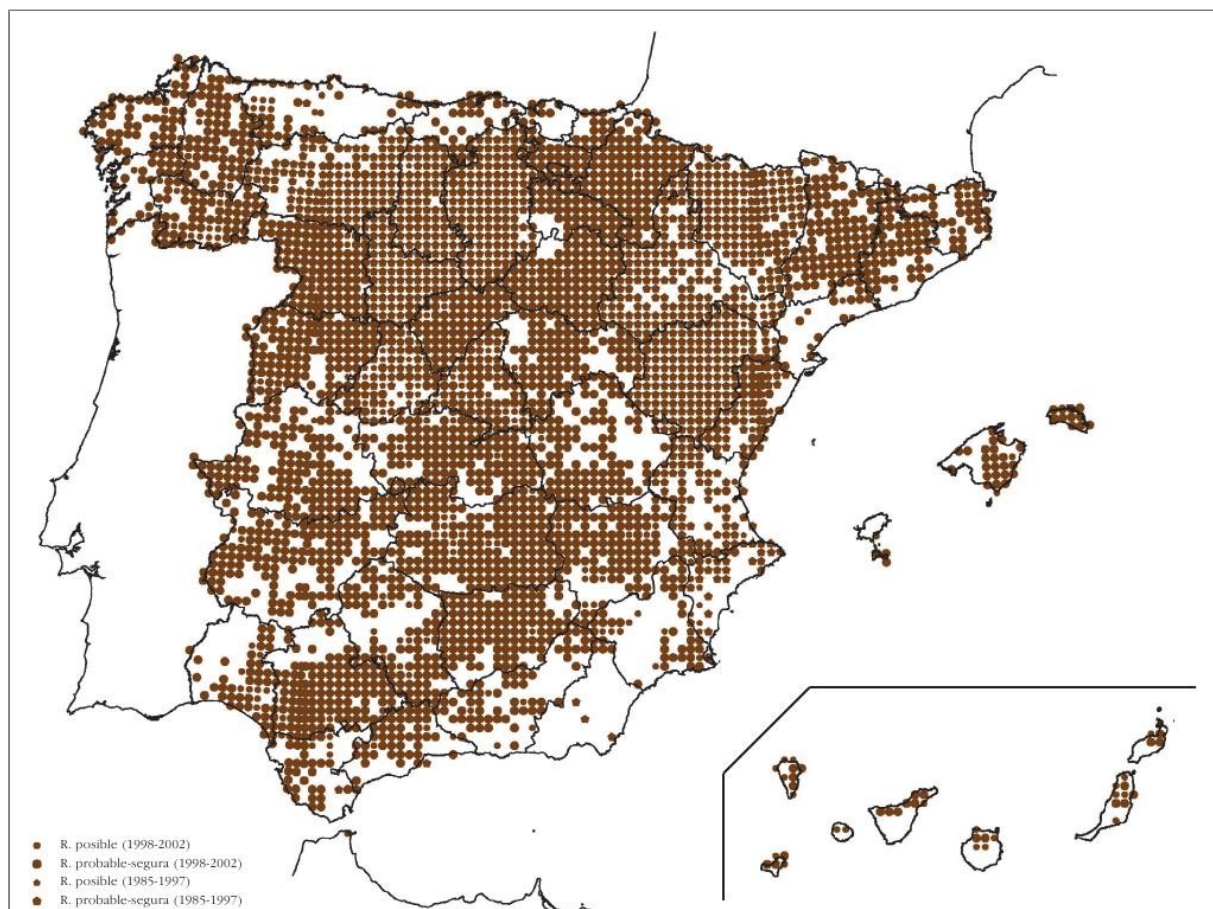 R. posible (1998-2002)
R. probable-segura (1998-2002)
R. posible (1985-1997)
R. probable-segura (1985-1997)